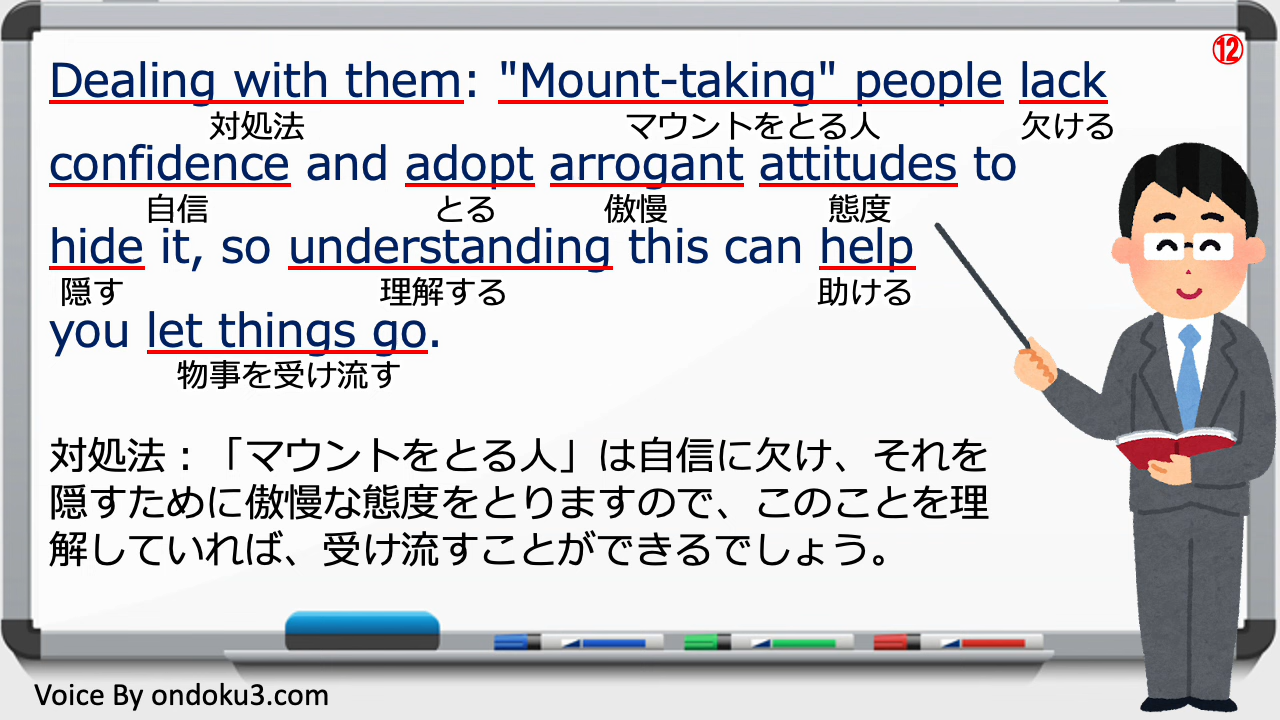 ⑫
Dealing with them: "Mount-taking" people lack
対処法 マウントをとる人 欠ける
confidence and adopt arrogant attitudes to
自信 とる 傲慢 態度
hide it, so understanding this can help
隠す 理解する 助ける
you let things go.
物事を受け流す
対処法：「マウントをとる人」は自信に欠け、それを
隠すために傲慢な態度をとりますので、このことを理
解していれば、受け流すことができるでしょう。
Voice By ondoku3.com